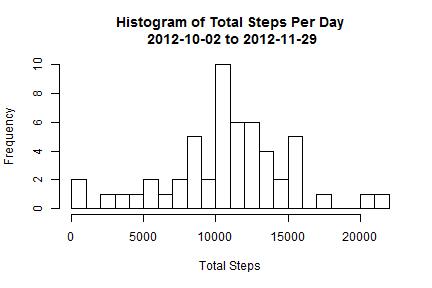 Histogram of Total Steps Per Day
2012-10-02 to 2012-11-29
Frequency
10
8
6
4
2
0
0 5000 10000 15000 20000
Total Steps